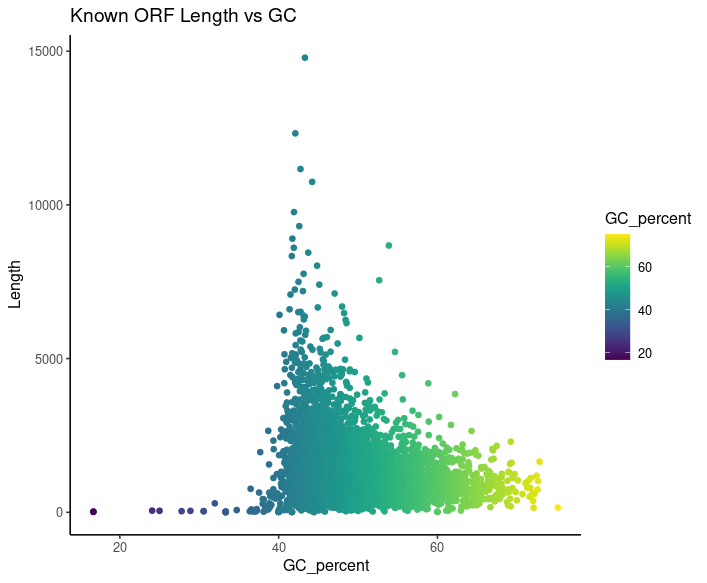 Known ORF Length vs GC
15000
10000
5000
0
Length
20
40
60
GC_percent
GC_percent
60
40
20